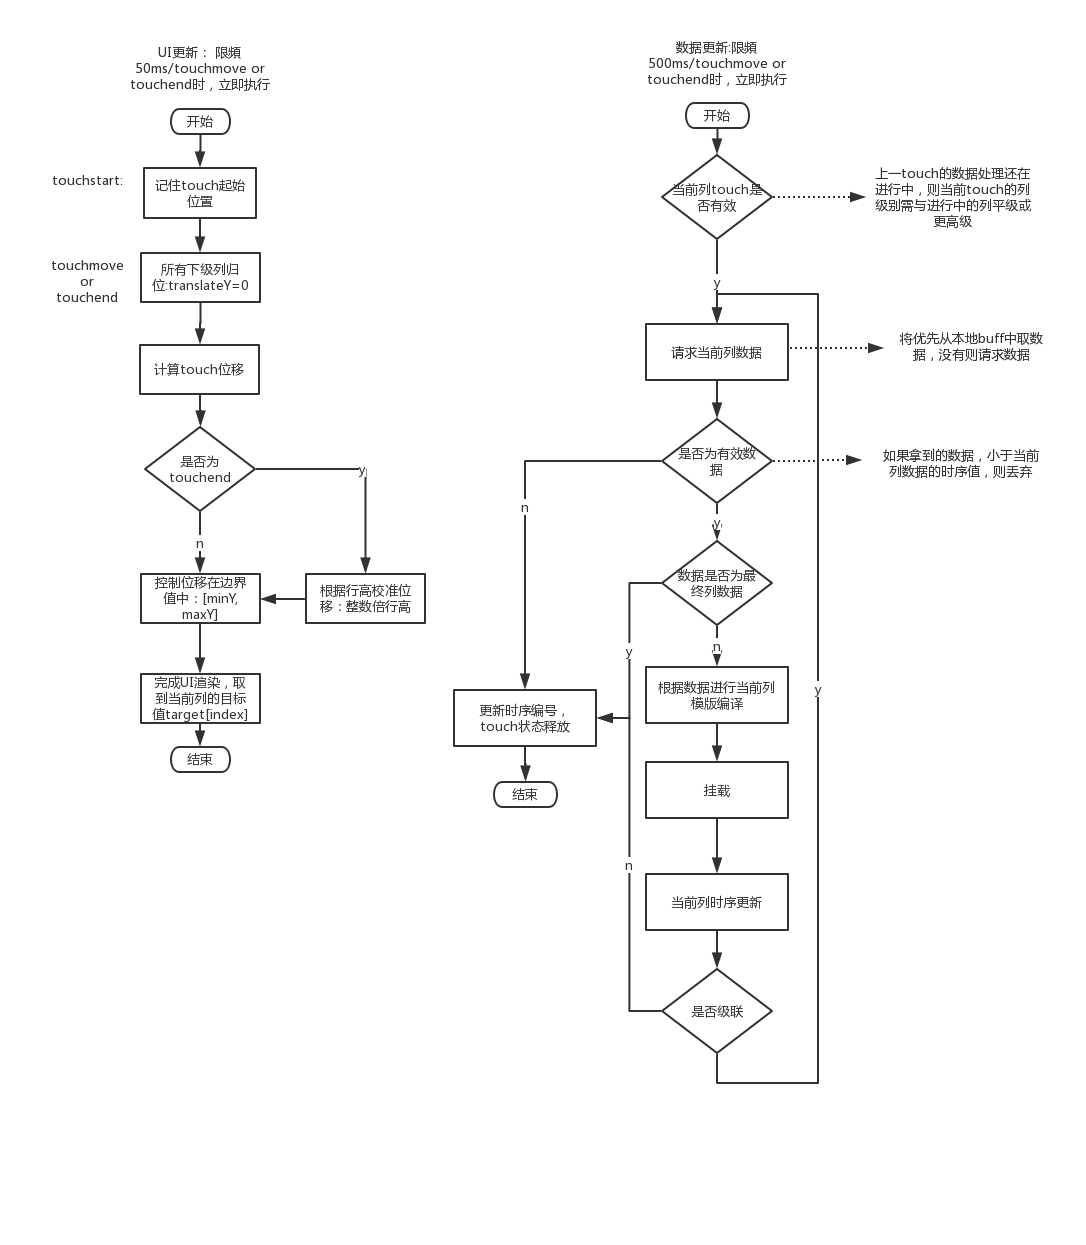 UI更新： 限頻
50ms/touchmove or
touchend时，立即执行
开始
touchstart:
记住touch起始
位置
touchmove
or
touchend
所有下级列归
位:translateY=0
计算touch位移
是否为
touchend
y
n
控制位移在边界
值中：[minY,
maxY]
根据行高校准位
移：整数倍行高
完成UI渲染，取
到当前列的目标
值target[index]
结束
数据更新:限頻
500ms/touchmove or
touchend时，立即执行
开始
当前列touch是
否有效
上一touch的数据处理还在
进行中，则当前touch的列
级别需与进行中的列平级或
更高级
y
请求当前列数据
将优先从本地buff中取数
据，没有则请求数据
是否为有效数
据
如果拿到的数据，小于当前
列数据的时序值，则丢弃
n
y
数据是否为最
终列数据
y
n
根据数据进行当前列
模版编译
y
更新时序编号，
touch状态释放
结束
挂载
n
当前列时序更新
是否级联